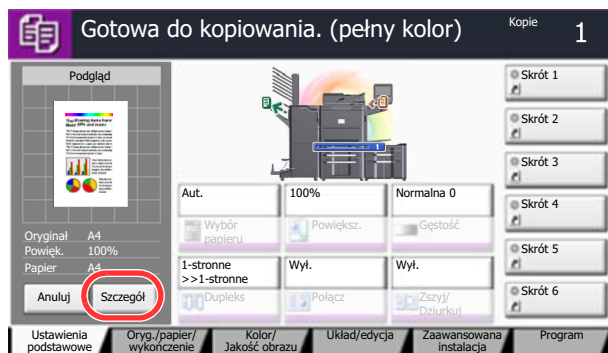 Gotowa do kopiowania. (pełny kolor)
Kopie
1
Podgląd
Oryginał A4
Powięk. 100%
Papier A4
Anuluj
Szczegół
1
Aut.
Wybór
papieru
100%
Powiększ.
Normalna 0
Gęstość
1-stronne
>>1-stronne
Dupleks
Wył.
Połącz
Wył.
Zszyj/
Dziurkuj
Skrót 1
Skrót 2
Skrót 3
Skrót 4
Skrót 5
Skrót 6
Ustawienia
podstawowe
Oryg./papier/
wykończenie
Kolor/
Jakość obrazu
Układ/edycja
Zaawansowana
instalacja
Program